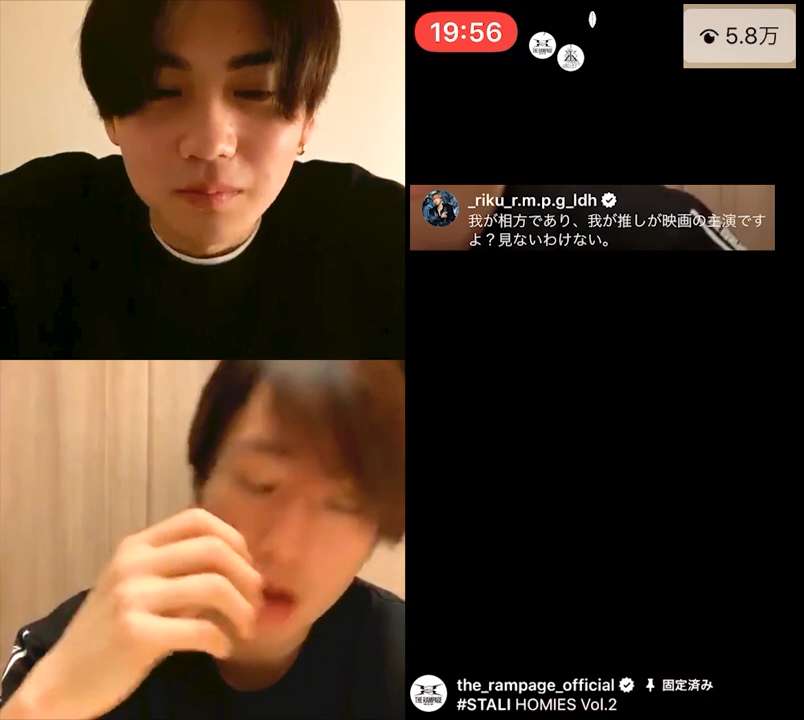 19:56
5.8万
_riku_r.m.p.g_ldh
我が相方であり、我が推しが映画の主演です
よ？見ないわけない。
the_rampage_official 固定済み
#STALI HOMIES Vol.2